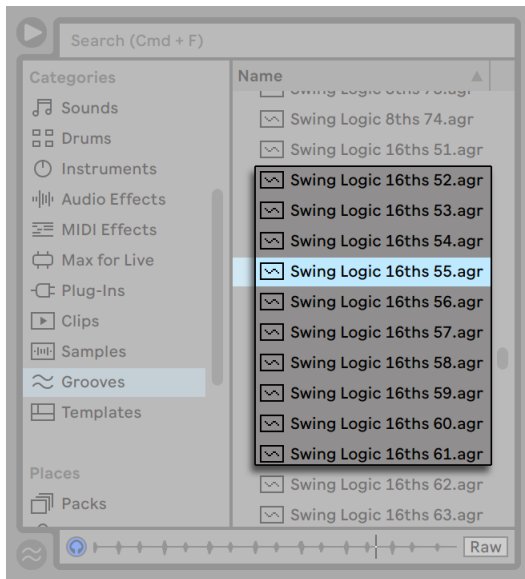 Search (Cmd + F)
Categories
Sounds
Drums
Instruments
Audio Effects
MIDI Effects
Max for Live
Plug-Ins
Clips
Samples
Grooves
Templates
Places
Packs
Name
Swing Logic 8ths 74.agr
Swing Logic 16ths 51.agr
Swing Logic 16ths 52.agr
Swing Logic 16ths 53.agr
Swing Logic 16ths 54.agr
Swing Logic 16ths 55.agr
Swing Logic 16ths 56.agr
Swing Logic 16ths 57.agr
Swing Logic 16ths 58.agr
Swing Logic 16ths 59.agr
Swing Logic 16ths 60.agr
Swing Logic 16ths 61.agr
Swing Logic 16ths 62.agr
Swing Logic 16ths 63.agr
Raw